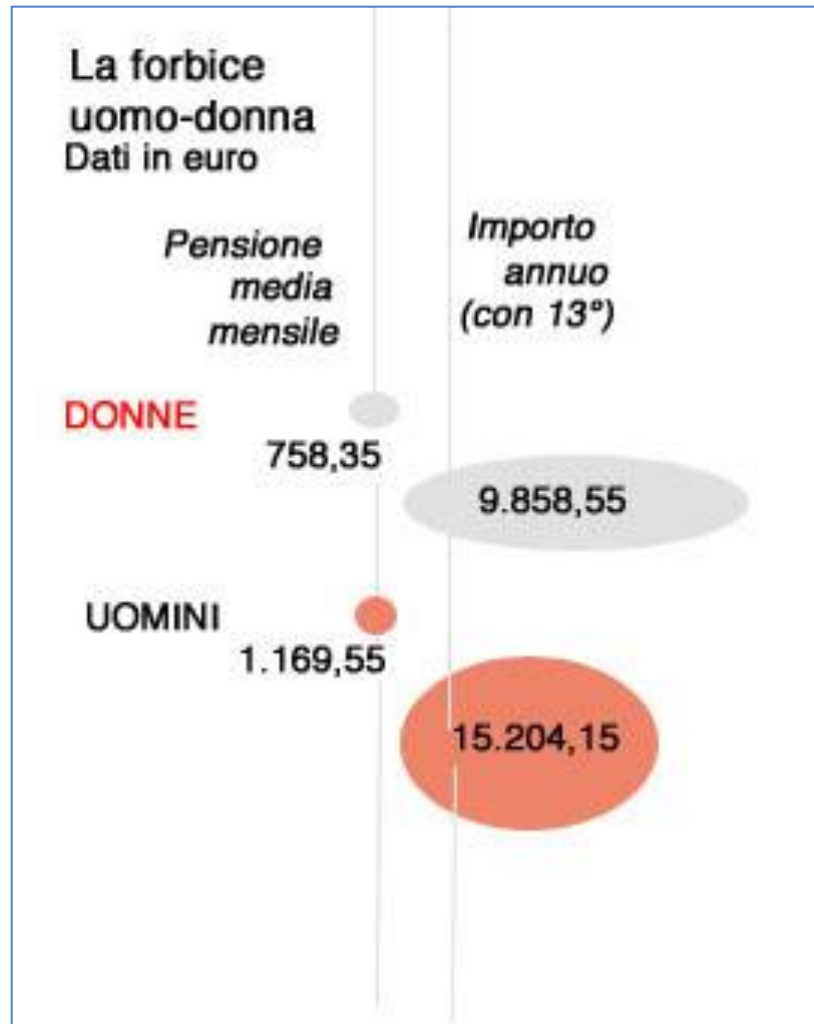 La forbice
uomo-donna
Dati in euro
Pensione
media
mensile
Importo
annuo
(con 13°)
DONNE
758,35
9.858,55
UOMINI
1.169,55
15.204,15